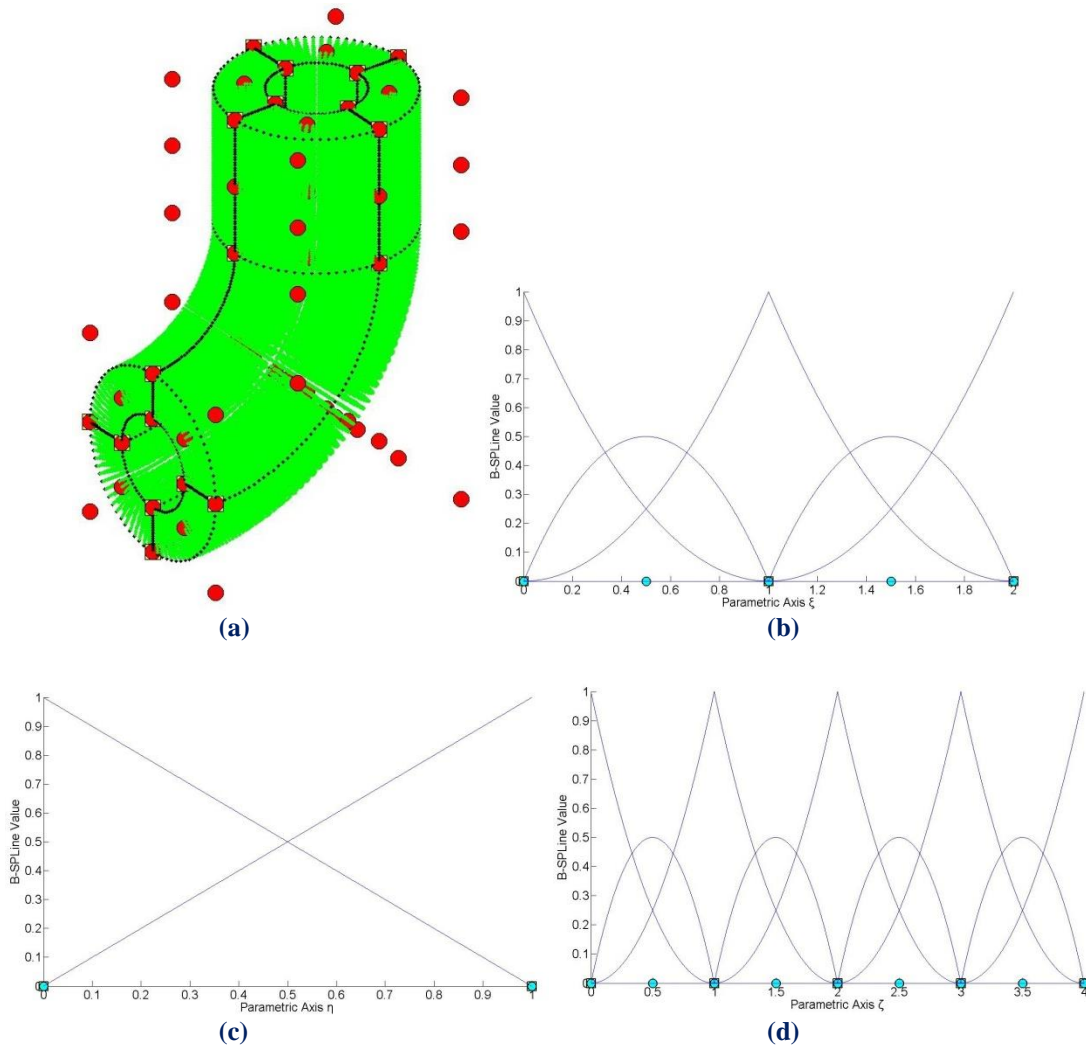 1
0.9
0.8
0.7
0.6
0.5
0.4
0.3
0.2
0.1
0
B-SPLine Value
0 0.2 0.4 0.6 0.8 1 1.2 1.4 1.6 1.8 2
Parametric Axis ξ
(a)
(b)
1
0.9
0.8
0.7
0.6
0.5
0.4
0.3
0.2
0.1
0
B-SPLine Value
0 0.1 0.2 0.3 0.4 0.5 0.6 0.7 0.8 0.9 1
Parametric Axis η
(c)
1
0.9
0.8
0.7
0.6
0.5
0.4
0.3
0.2
0.1
0
B-SPLine Value
0 0.5 1 1.5 2 2.5 3 3.5 4
Parametric Axis ζ
(d)